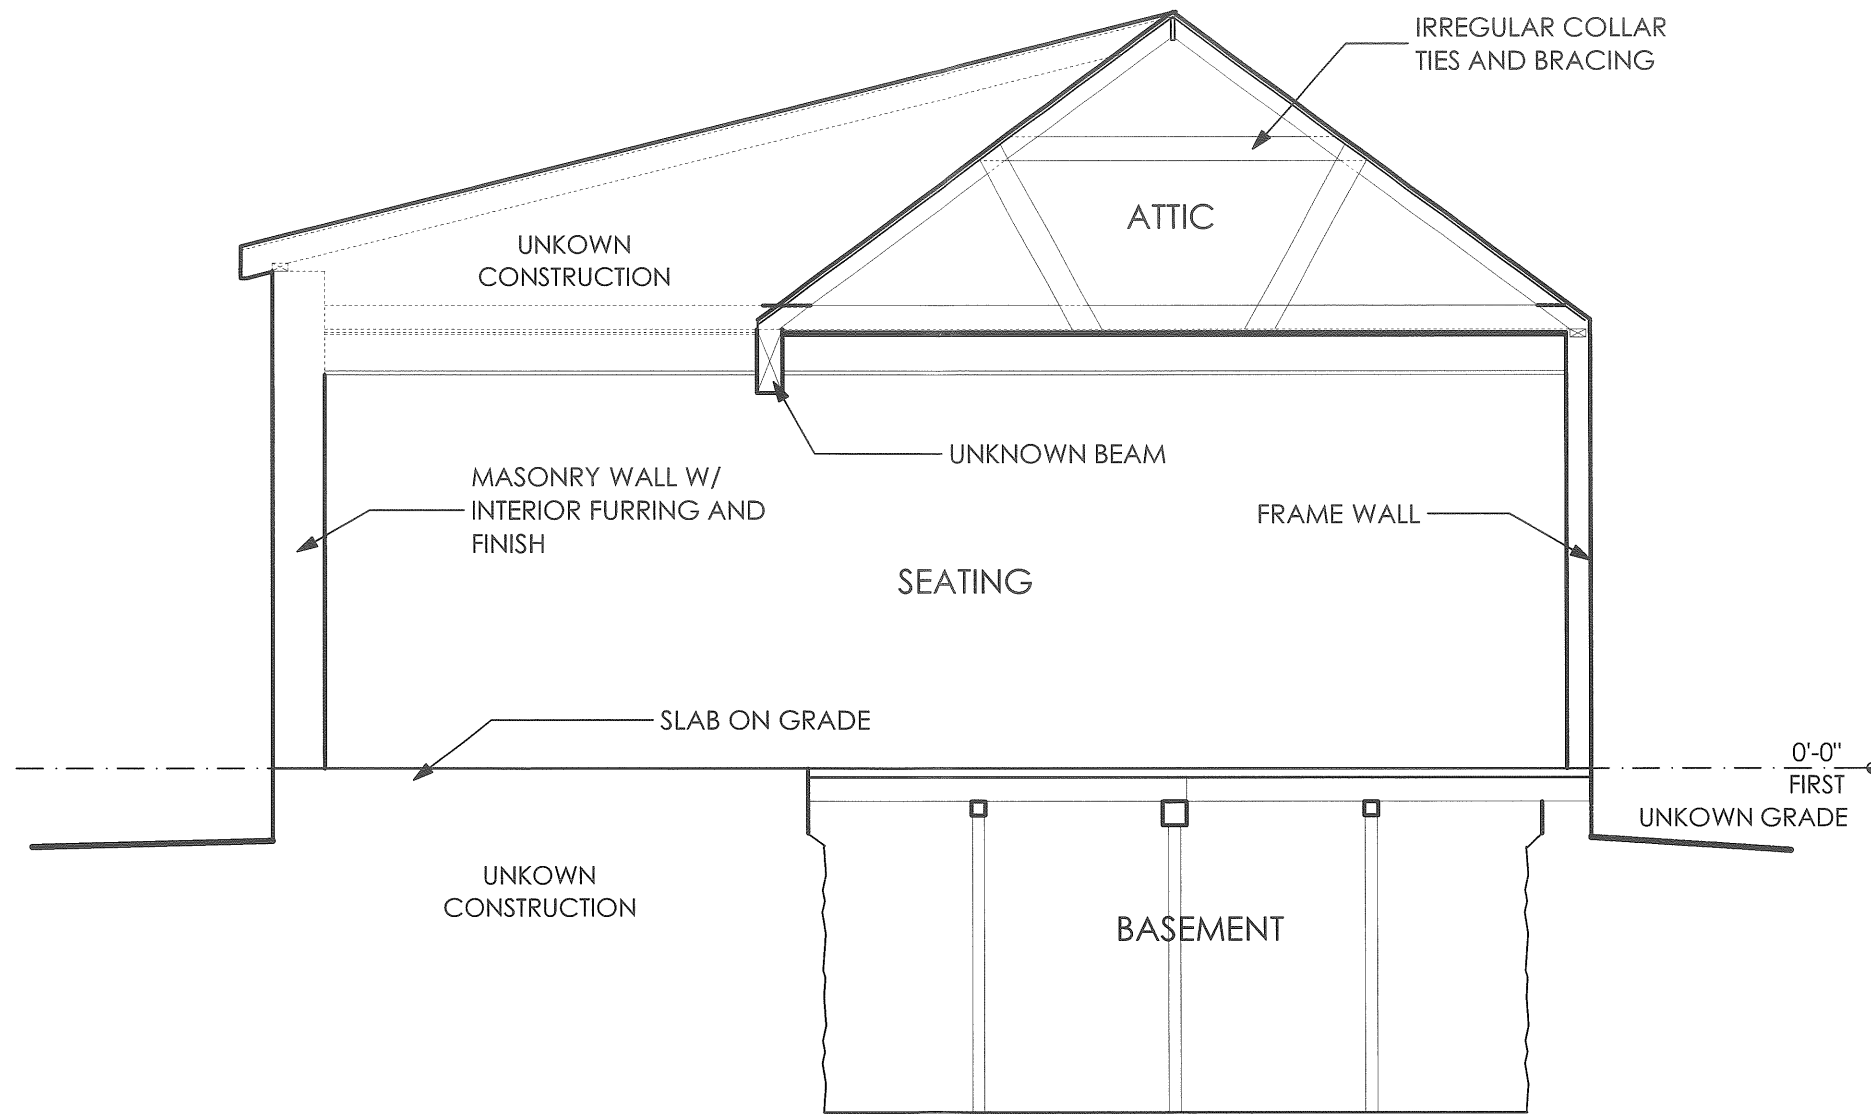 IRREGULAR COLLAR
TIES AND BRACING
ATTIC
UNKOWN
CONSTRUCTION
UNKNOWN BEAM
MASONRY WALL W/
INTERIOR FURRING AND
FINISH
FRAME WALL
SEATING
SLAB ON GRADE
0'-0"
FIRST
UNKOWN GRADE
UNKOWN
CONSTRUCTION
BASEMENT